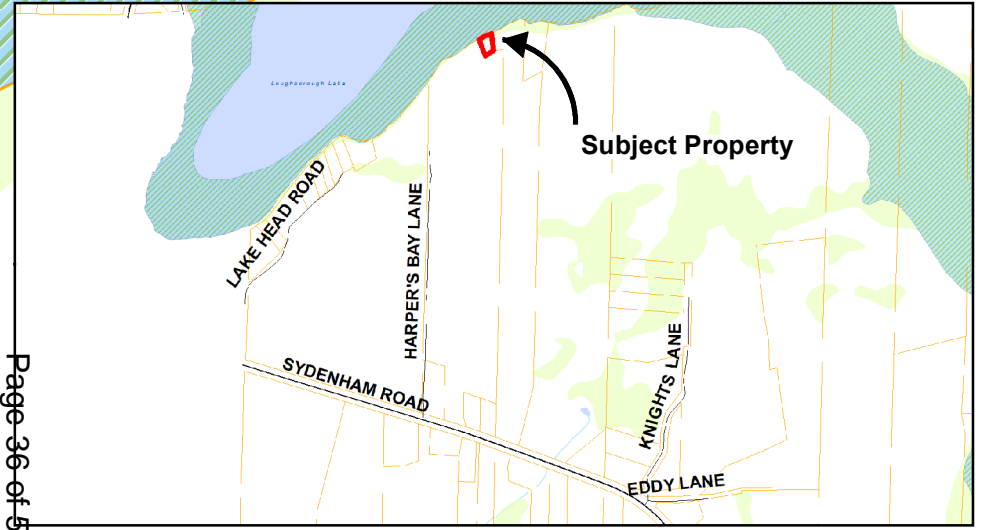 Loughborough Lake
Subject Property
LAKE HEAD ROAD
HARPER'S BAY LANE
SYDENHAM ROAD
KNIGHTS LANE
EDDY LANE
Page 36 of 5